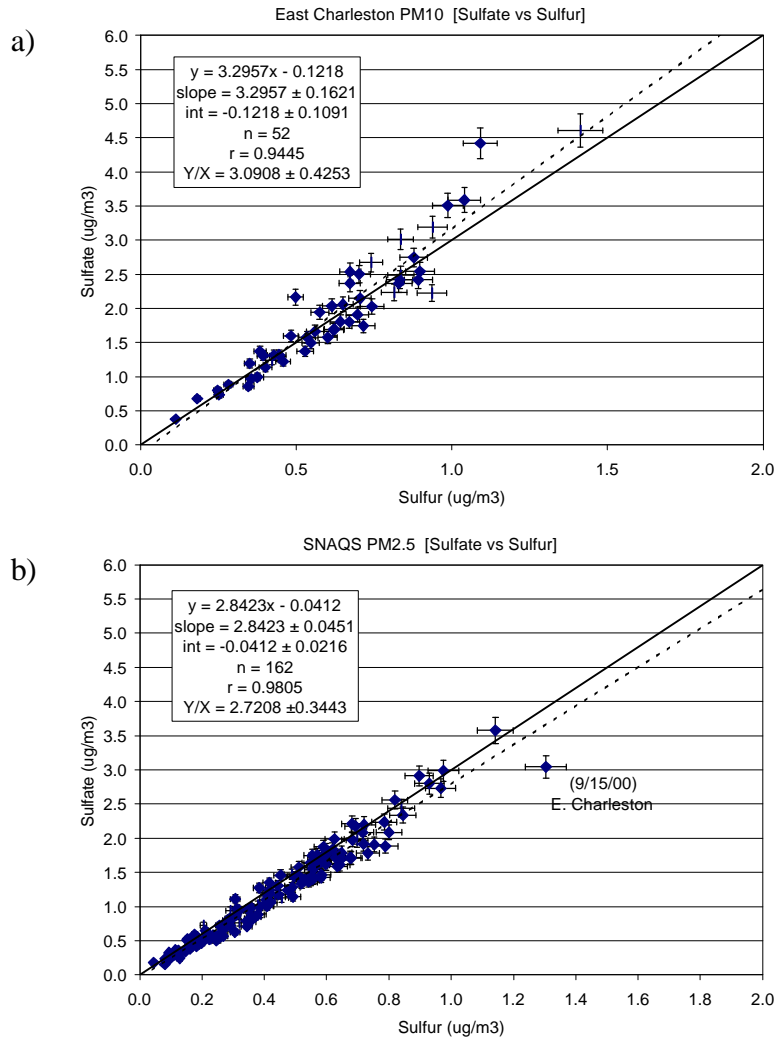 East Charleston PM10 [Sulfate vs Sulfur]
a)
6.0
5.5
5.0
4.5
4.0
3.5
3.0
2.5
2.0
1.5
1.0
0.5
0.0
Sulfate (ug/m3)
y = 3.2957x - 0.1218
slope = 3.2957 ± 0.1621
int = -0.1218 ± 0.1091
n = 52
r = 0.9445
Y/X = 3.0908 ± 0.4253
0.0 0.5 1.0 1.5 2.0
Sulfur (ug/m3)
SNAQS PM2.5 [Sulfate vs Sulfur]
b)
6.0
5.5
5.0
4.5
4.0
3.5
3.0
2.5
2.0
1.5
1.0
0.5
0.0
Sulfate (ug/m3)
y = 2.8423x - 0.0412
slope = 2.8423 ± 0.0451
int = -0.0412 ± 0.0216
n = 162
r = 0.9805
Y/X = 2.7208 ±0.3443
(9/15/00)
E. Charleston
0.0 0.2 0.4 0.6 0.8 1.0 1.2 1.4 1.6 1.8 2.0
Sulfur (ug/m3)